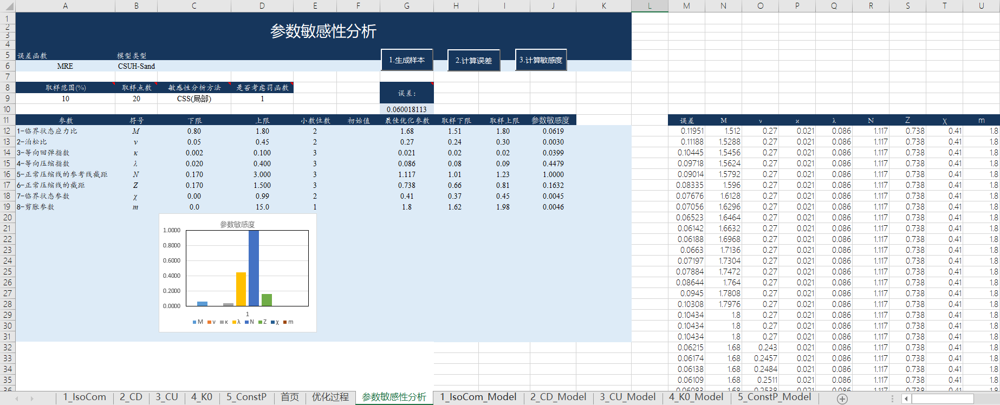 A B C D E F G H I J K L M N O P Q R S T U
1
2
3
4
参数敏感性分析
5 误差函数 模型类型
1.生成样本 2.计算误差 3.计算敏感度
6 MRE CSUH-Sand
7
8 取样范围(%) 取样点数 敏感性分析方法 是否考虑罚函数
误差：
9 10 20 CSS(局部) 1
10 0.060018113
11 参数 符号 下限 上限 小数位数 初始值 最佳优化参数 取样下限 取样上限 参数敏感度 误差 M ν κ λ N Z χ m
12 1-临界状态应力比 M 0.80 1.80 2 1.68 1.51 1.80 0.0619 0.11951 1.512 0.27 0.021 0.086 1.117 0.738 0.41 1.8
13 2-泊松比 ν 0.05 0.45 2 0.27 0.24 0.30 0.0030 0.11188 1.5288 0.27 0.021 0.086 1.117 0.738 0.41 1.8
14 3-等向回弹指数 κ 0.002 0.100 3 0.021 0.02 0.02 0.0399 0.10445 1.5456 0.27 0.021 0.086 1.117 0.738 0.41 1.8
15 4-等向压缩指数 λ 0.020 0.400 3 0.086 0.08 0.09 0.4479 0.09718 1.5624 0.27 0.021 0.086 1.117 0.738 0.41 1.8
16 5-正常压缩线的参考线截距 N 0.170 3.000 3 1.117 1.01 1.23 1.0000 0.09014 1.5792 0.27 0.021 0.086 1.117 0.738 0.41 1.8
17 6-正常压缩线的截距 Z 0.170 1.500 3 0.738 0.66 0.81 0.1632 0.08335 1.596 0.27 0.021 0.086 1.117 0.738 0.41 1.8
18 7-临界状态参数 χ 0.00 0.99 2 0.41 0.37 0.45 0.0045 0.07676 1.6128 0.27 0.021 0.086 1.117 0.738 0.41 1.8
19 8-剪胀参数 m 0.0 15.0 1 1.8 1.62 1.98 0.0046 0.07056 1.6296 0.27 0.021 0.086 1.117 0.738 0.41 1.8
20 0.06523 1.6464 0.27 0.021 0.086 1.117 0.738 0.41 1.8
21 0.06142 1.6632 0.27 0.021 0.086 1.117 0.738 0.41 1.8
22 0.06188 1.6968 0.27 0.021 0.086 1.117 0.738 0.41 1.8
23 0.0663 1.7136 0.27 0.021 0.086 1.117 0.738 0.41 1.8
24 0.07197 1.7304 0.27 0.021 0.086 1.117 0.738 0.41 1.8
25 0.07884 1.7472 0.27 0.021 0.086 1.117 0.738 0.41 1.8
26 0.08644 1.764 0.27 0.021 0.086 1.117 0.738 0.41 1.8
27 0.0945 1.7808 0.27 0.021 0.086 1.117 0.738 0.41 1.8
28 0.10308 1.7976 0.27 0.021 0.086 1.117 0.738 0.41 1.8
29 0.10434 1.8 0.27 0.021 0.086 1.117 0.738 0.41 1.8
30 0.10434 1.8 0.27 0.021 0.086 1.117 0.738 0.41 1.8
31 0.10434 1.8 0.27 0.021 0.086 1.117 0.738 0.41 1.8
32 0.06215 1.68 0.243 0.021 0.086 1.117 0.738 0.41 1.8
33 0.06174 1.68 0.2457 0.021 0.086 1.117 0.738 0.41 1.8
34 0.06138 1.68 0.2484 0.021 0.086 1.117 0.738 0.41 1.8
35 0.06109 1.68 0.2511 0.021 0.086 1.117 0.738 0.41 1.8
36 0.06083 1.68 0.2538 0.021 0.086 1.117 0.738 0.41 1.8
参数敏感度
1.0000
0.8000
0.6000
0.4000
0.2000
0.0000
1
M ν κ λ N Z χ m
1_IsoCom 2_CD 3_CU 4_K0 5_ConstP 首页 优化过程 参数敏感性分析 1_IsoCom_Model 2_CD_Model 3_CU_Model 4_K0_Model 5_ConstP_Model